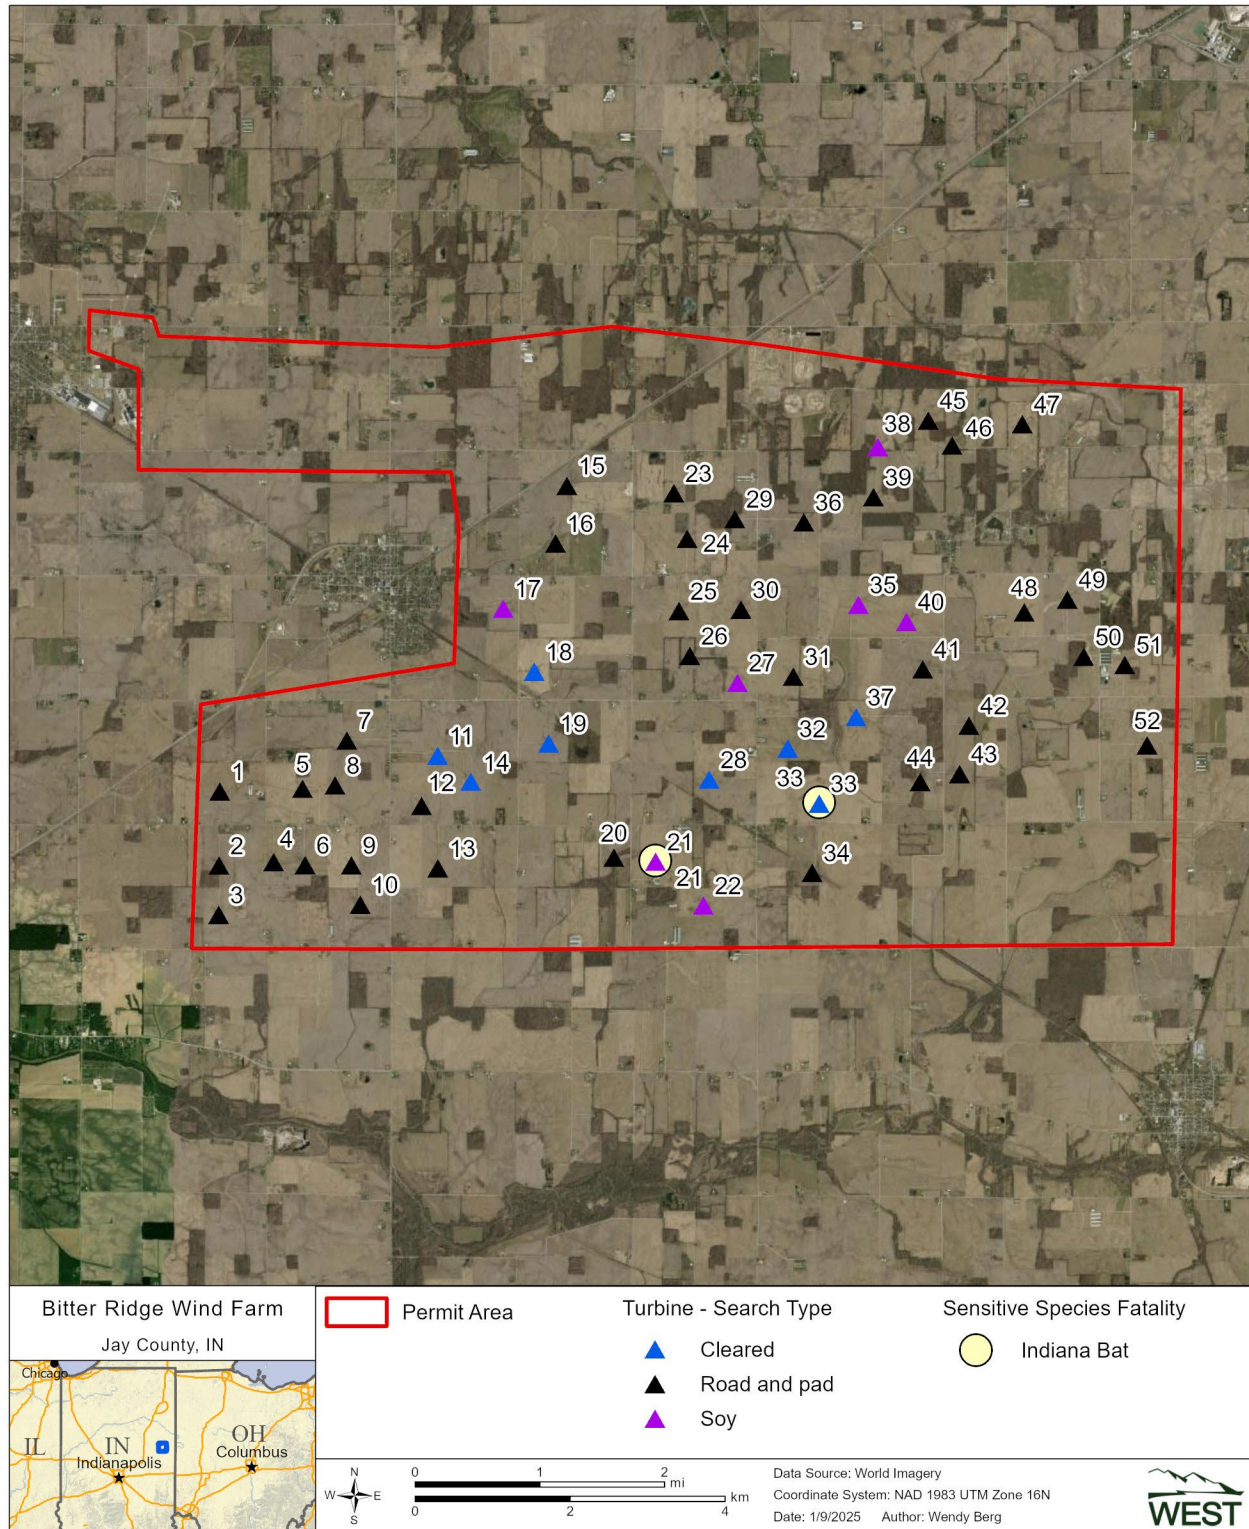 45
47
38
46
15
23
39
29
36
16
24
17
25
30
35
40
48
49
26
50
51
18
27
31
41
37
7
11
19
32
42
52
1
5
8
14
28
33
33
44
43
12
2
4
6
9
13
20
21
34
3
10
21
22
Bitter Ridge Wind Farm
Jay County, IN
Chicago
IL
IN
Indianapolis
OH
Columbus
Permit Area
Turbine - Search Type
Cleared
Road and pad
Soy
Sensitive Species Fatality
Indiana Bat
N
W E
S
0 1 2
mi
km
0 2 4
Data Source: World Imagery
Coordinate System: NAD 1983 UTM Zone 16N
Date: 1/9/2025 Author: Wendy Berg
WEST